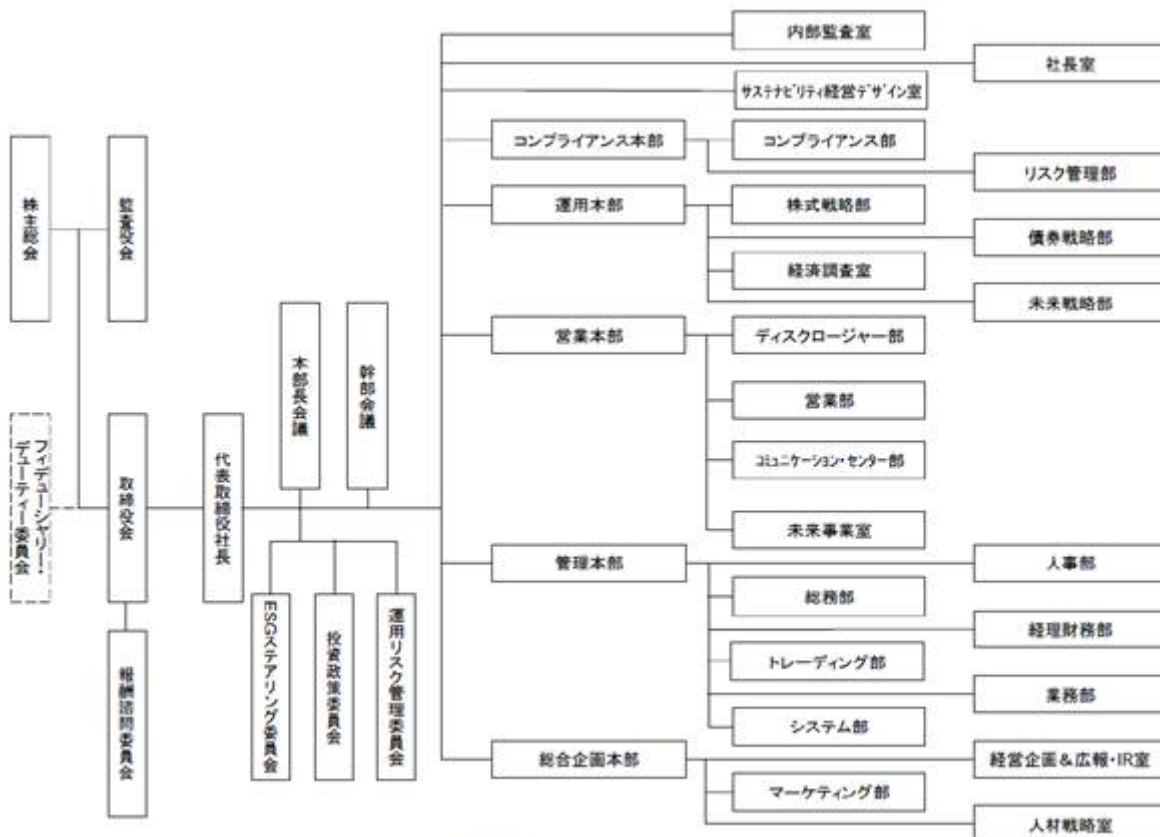 株主総会
監査役会
フィデューシャリー・
デューティー委員会
取締役会
報酬諮問委員会
代表取締役社長
本部長会議
幹部会議
ESGステアリング委員会
投資政策委員会
運用リスク管理委員会
内部監査室
社長室
サステナビリティ経営デザイン室
コンプライアンス本部
コンプライアンス部
リスク管理部
運用本部
株式戦略部
債券戦略部
経済調査室
未来戦略部
営業本部
ディスクロージャー部
営業部
コミュニケーション・センター部
未来事業室
管理本部
人事部
総務部
経理財務部
トレーディング部
業務部
システム部
総合企画本部
経営企画&広報・IR室
マーケティング部
人材戦略室